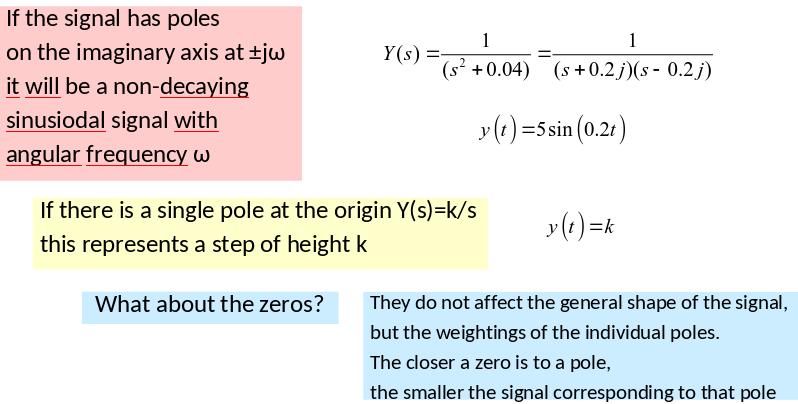 If the signal has poles
on the imaginary axis at ±jω
it will be a non-decaying
sinusiodal signal with
angular frequency ω
Y(s) = 1/(s² +0.04) = 1/(s +0.2 j)(s - 0.2 j)
y(t)=5 sin(0.2t)
If there is a single pole at the origin Y(s)=k/s
this represents a step of height k
y(t)=k
What about the zeros?
They do not affect the general shape of the signal,
but the weightings of the individual poles.
The closer a zero is to a pole,
the smaller the signal corresponding to that pole